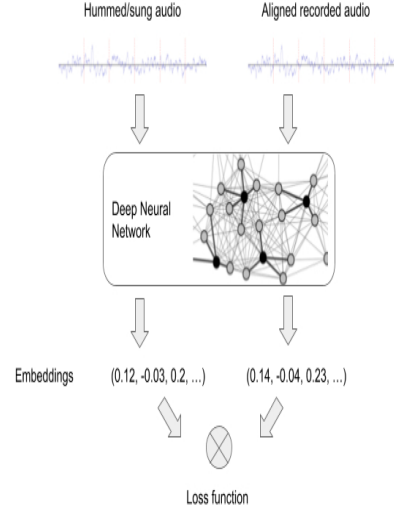 Hummed/sung audio
Aligned recorded audio
Deep Neural
Network
Embeddings
(0.12, -0.03, 0.2, ...)
(0.14, -0.04, 0.23, ...)
Loss function